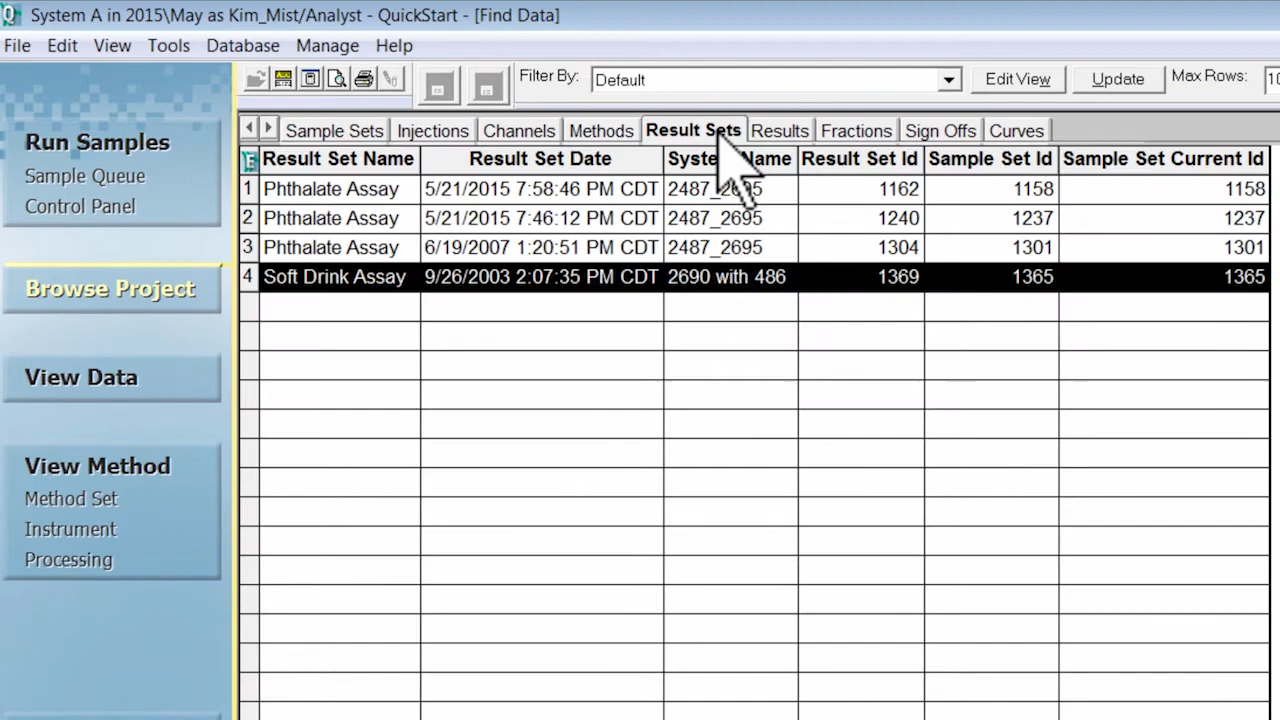 System A in 2015\May as Kim_Mist/Analyst - QuickStart - [Find Data]
File Edit View Tools Database Manage Help
Filter By: Default Edit View Update Max Rows:
Sample Sets Injections Channels Methods Result Sets Results Fractions Sign Offs Curves
Result Set Name Result Set Date Name Result Set Id Sample Set Id Sample Set Current Id
1 Phthalate Assay 5/21/2015 7:58:46 PM CDT 2487_2695 1162 1158 1158
2 Phthalate Assay 5/21/2015 7:46:12 PM CDT 2487_2695 1240 1237 1237
3 Phthalate Assay 6/19/2007 1:20:51 PM CDT 2487_2695 1304 1301 1301
4 Soft Drink Assay 9/26/2003 2:07:35 PM CDT 2690 with 486 1369 1365 1365
Run Samples
Sample Queue
Control Panel
Browse Project
View Data
View Method
Method Set
Instrument
Processing